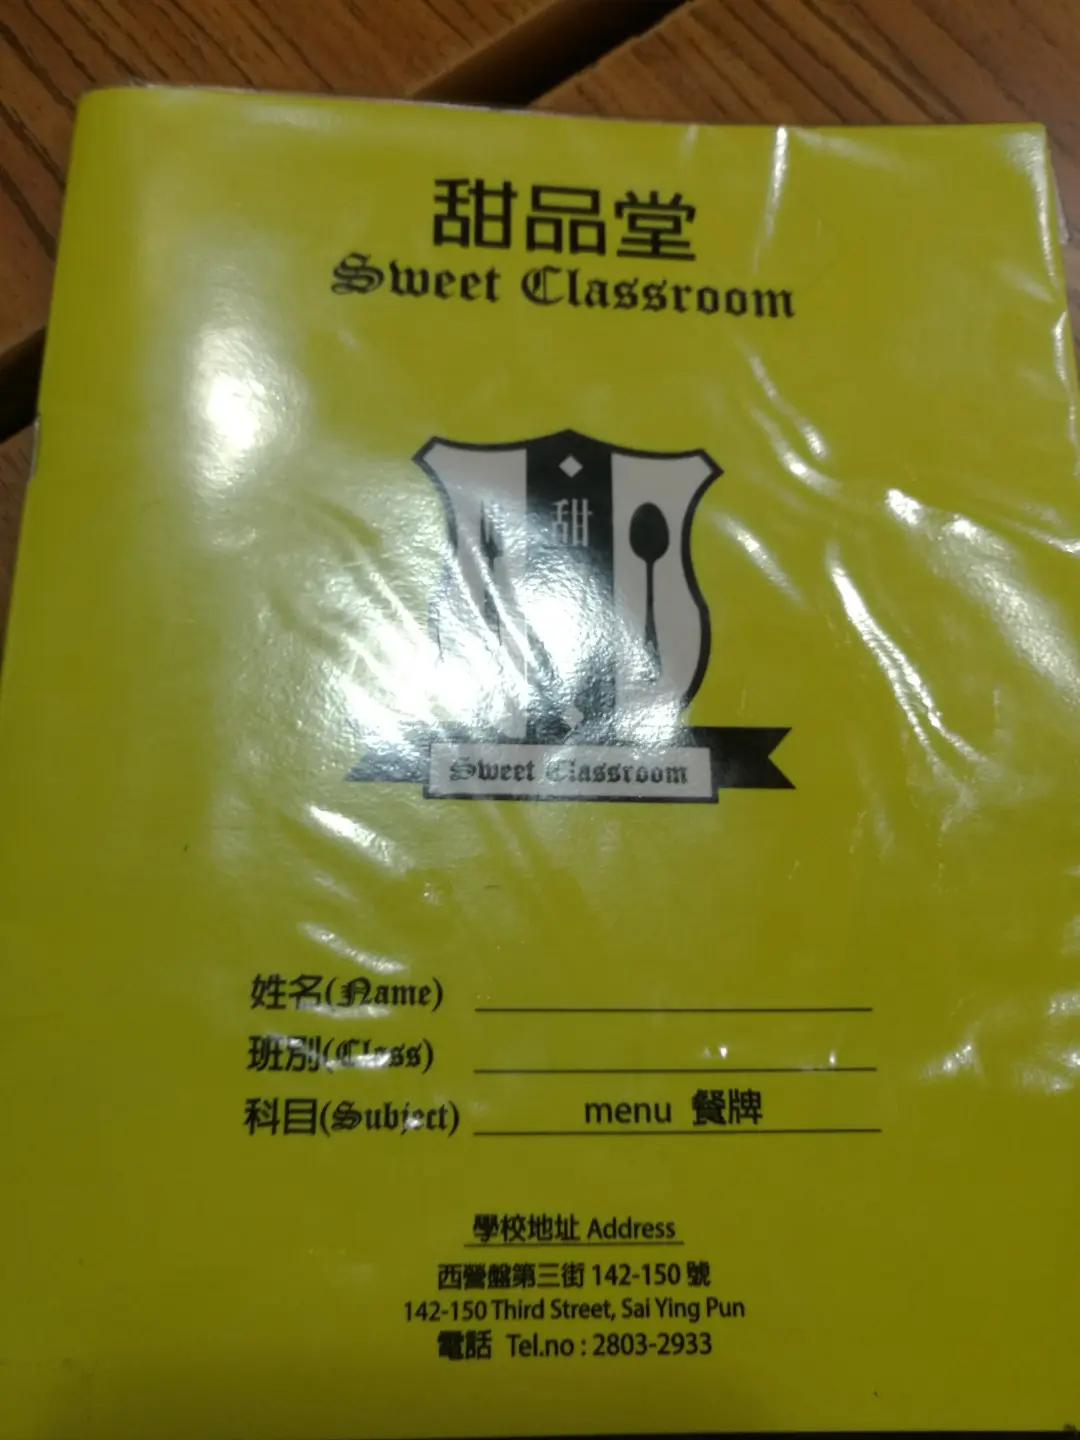 甜品堂
Sweet Classroom
甜
Sweet Classroom
姓名(Name)
班別(Class)
科目(Subject) menu 餐牌
學校地址 Address
西營盤第三街 142-150 號
142-150 Third Street, Sai Ying Pun
電話 Tel.no : 2803-2933